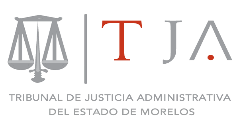 TJA
TRIBUNAL DE JUSTICIA ADMINISTRATIVA
DEL ESTADO DE MORELOS